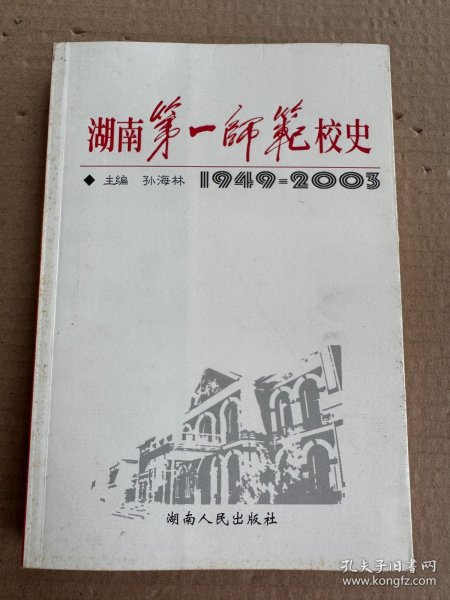 湖南第一師範校史
◆ 主编 孙海林 1949=2003
湖南人民出版社
孔夫子旧书网
www.kongfz.com